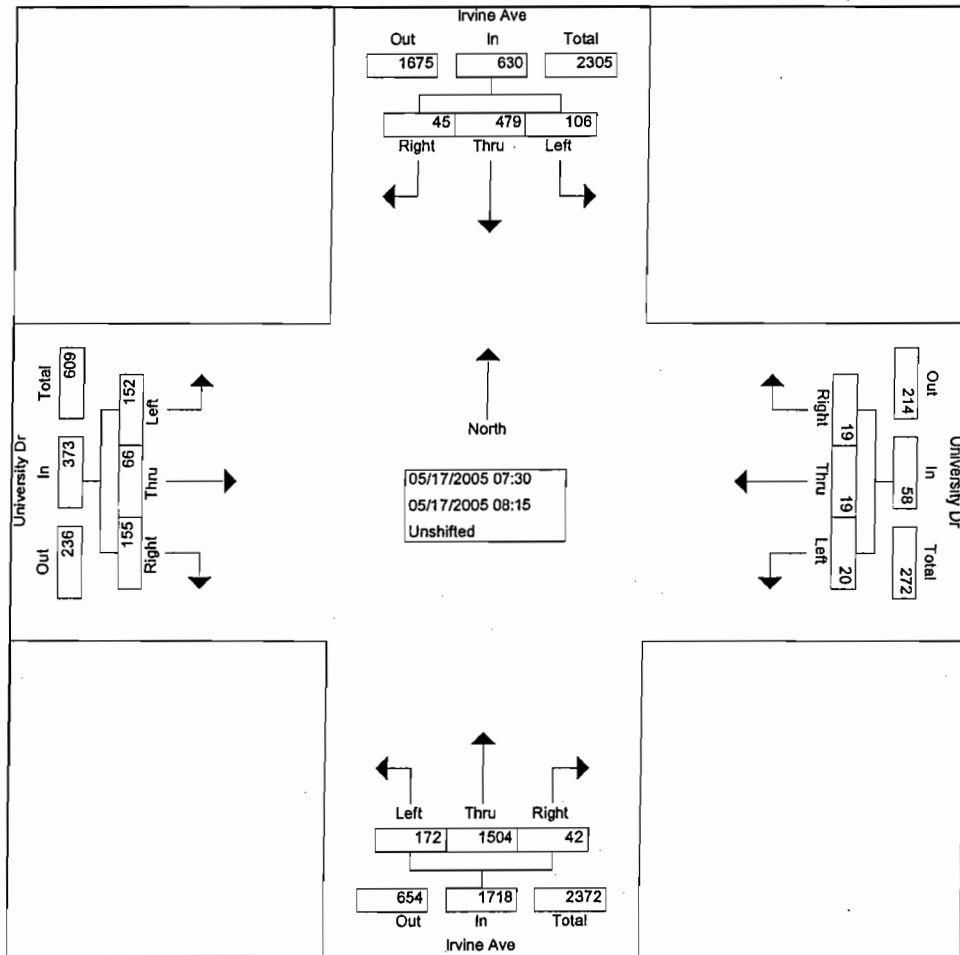 Irvine Ave
Out In Total
1675 630 2305
45 479 106
Right Thru Left
University Dr
Out In Total
236 373 609
155 66 152
Right Thru Left
North
05/17/2005 07:30
05/17/2005 08:15
Unshifted
Right Thru Left
19 19 20
214 58 272
Out In Total
University Dr
Left Thru Right
172 1504 42
654 1718 2372
Out In Total
Irvine Ave